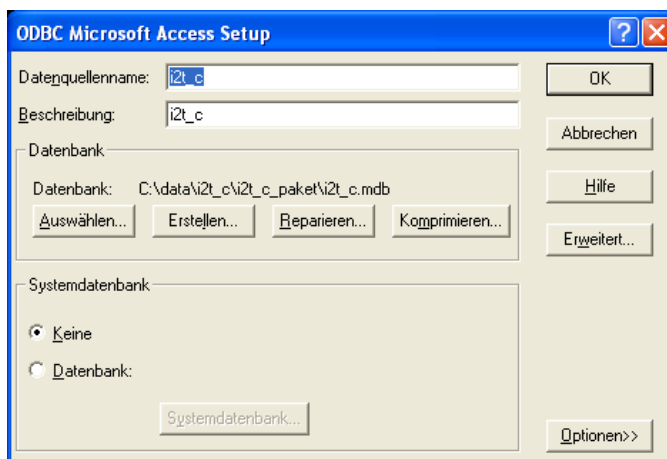 ODBC Microsoft Access Setup
Datenquellenname: i2t_c
OK
Beschreibung: i2t_c
Abbrechen
Datenbank
Datenbank: C:\data\i2t_c\i2t_c_paket\i2t_c.mdb
Hilfe
Auswählen... Erstellen... Reparieren... Komprimieren...
Erweitert...
Systemdatenbank
Keine
Datenbank:
Systemdatenbank...
Optionen>>